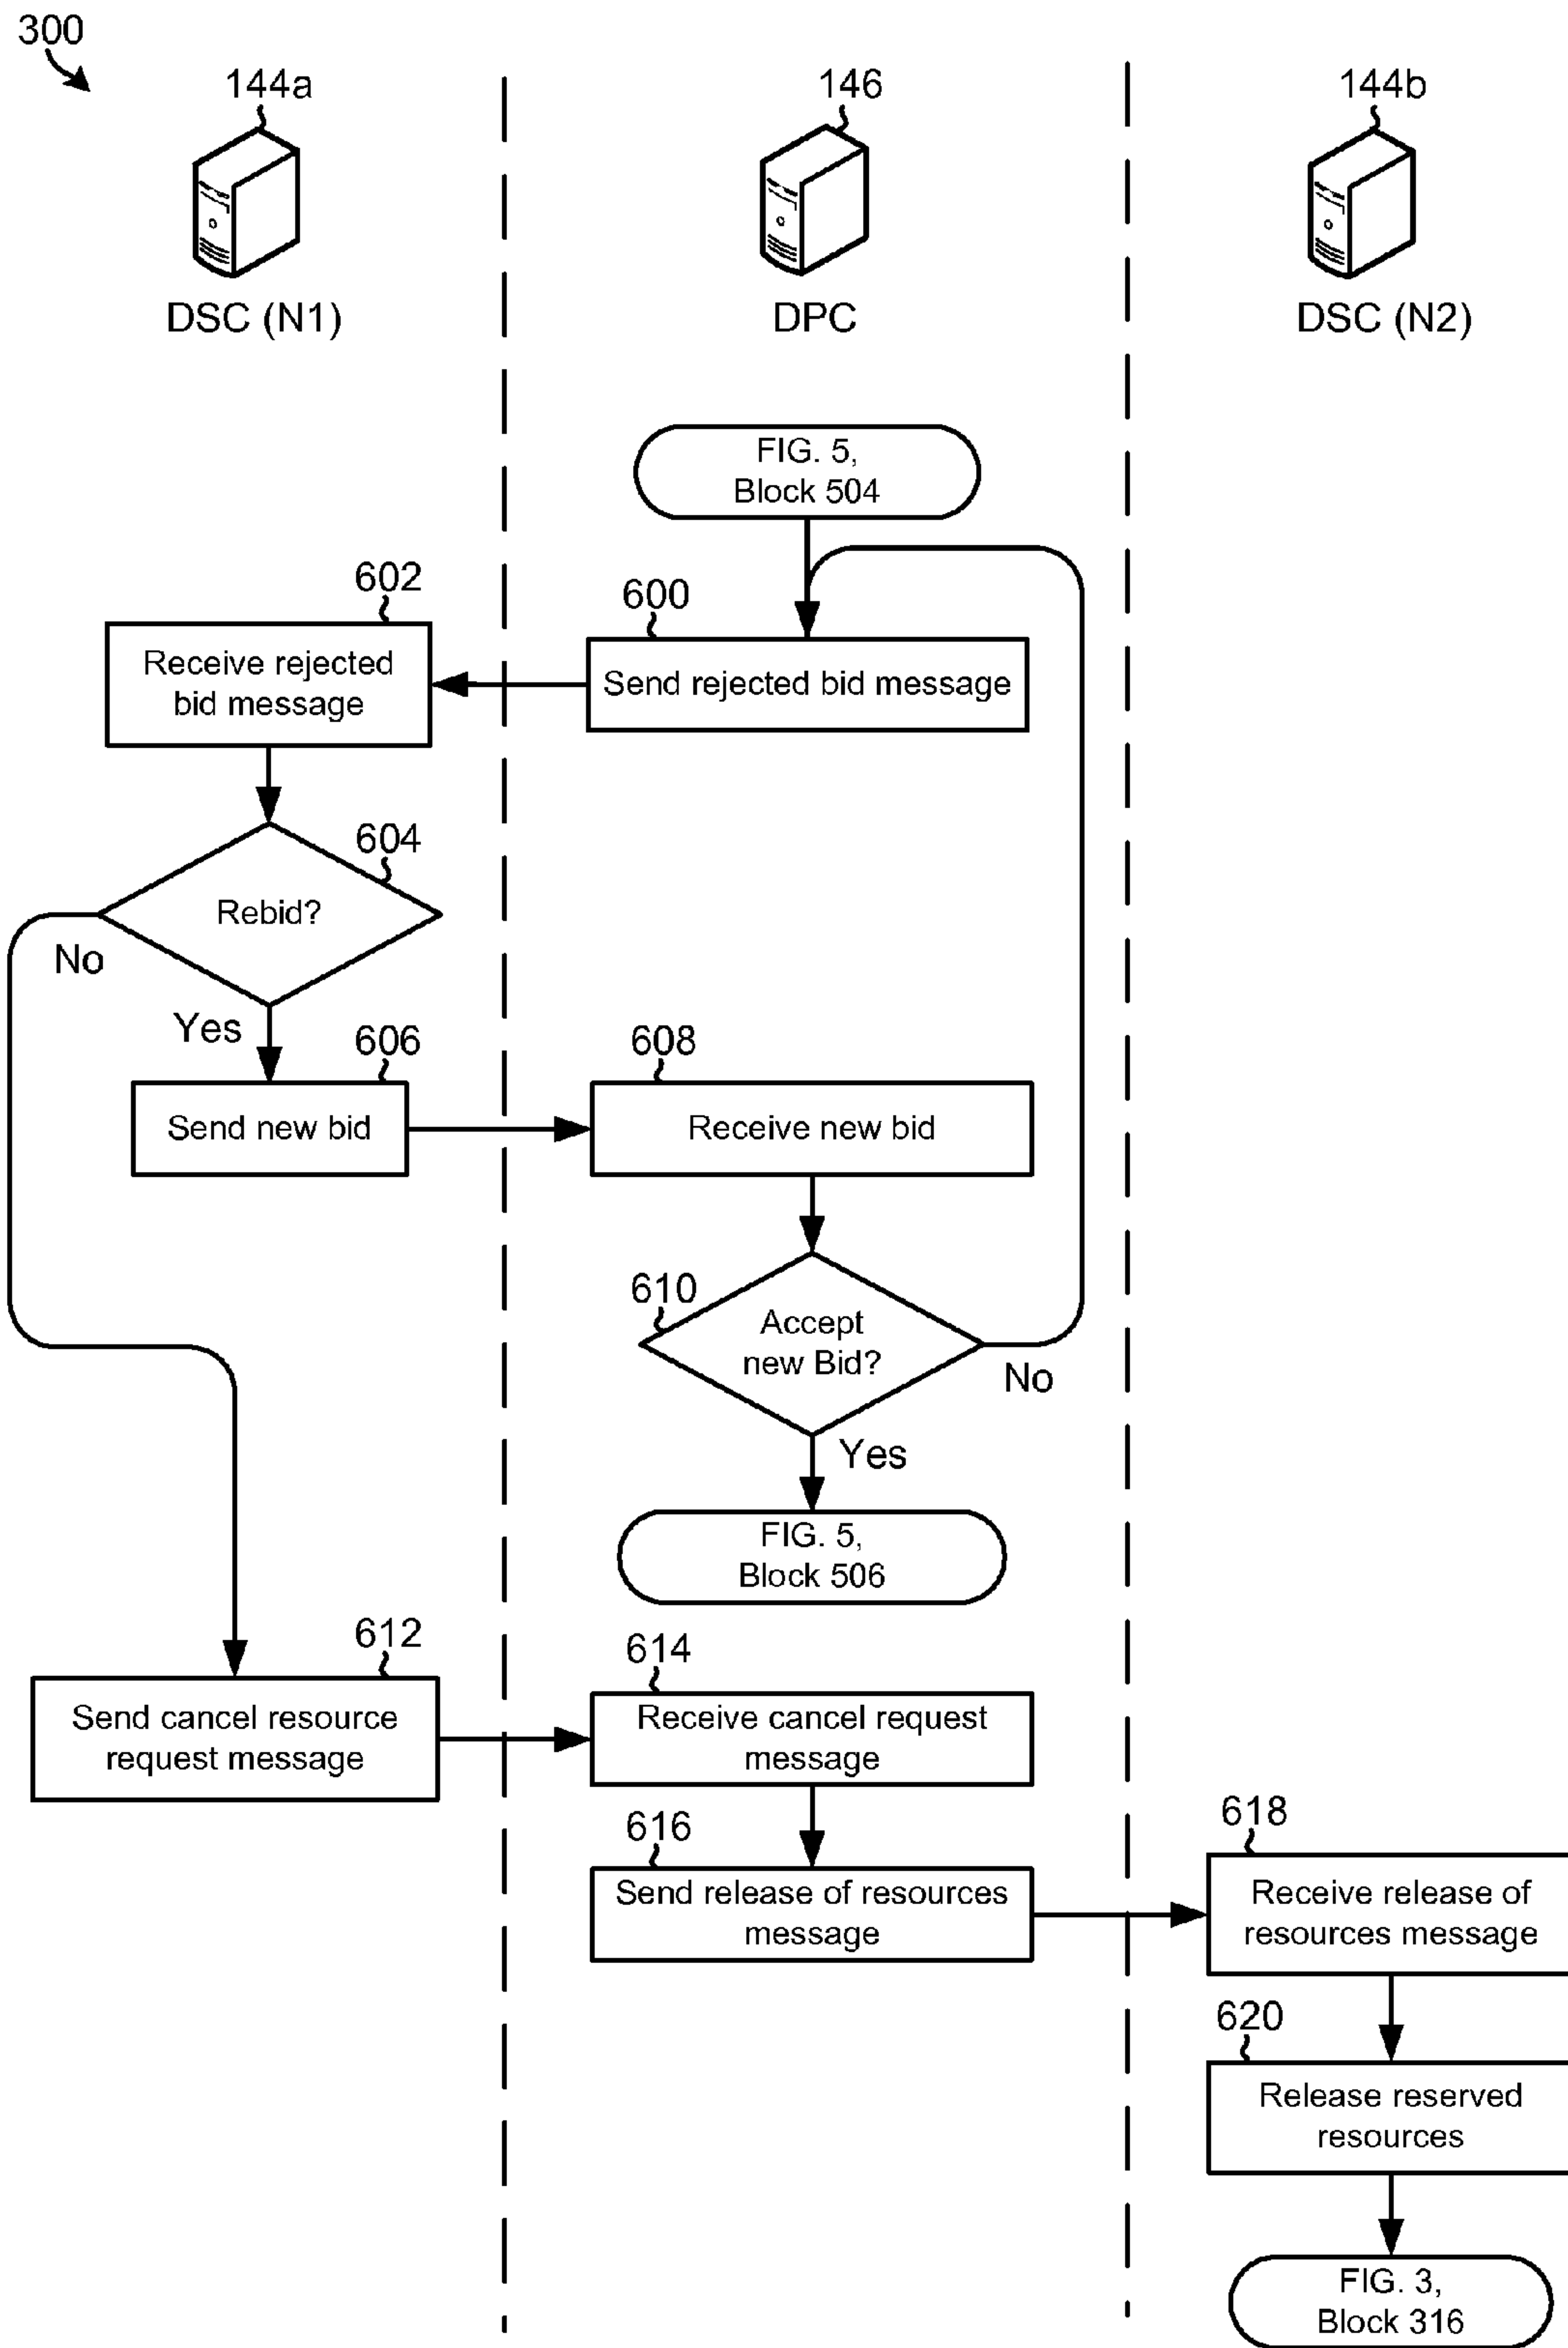 300
144a
146
144b
DSC (N1)
DPC
DSC (N2)
FIG. 5,
Block 504
602
600
Receive rejected
bid message
Send rejected bid message
604
Rebid?
No
Yes
606
608
Send new bid
Receive new bid
610
Accept
new Bid?
No
Yes
FIG. 5,
Block 506
612
614
Send cancel resource
request message
Receive cancel request
message
616
618
Send release of resources
message
Receive release of
resources message
620
Release reserved
resources
FIG. 3,
Block 316